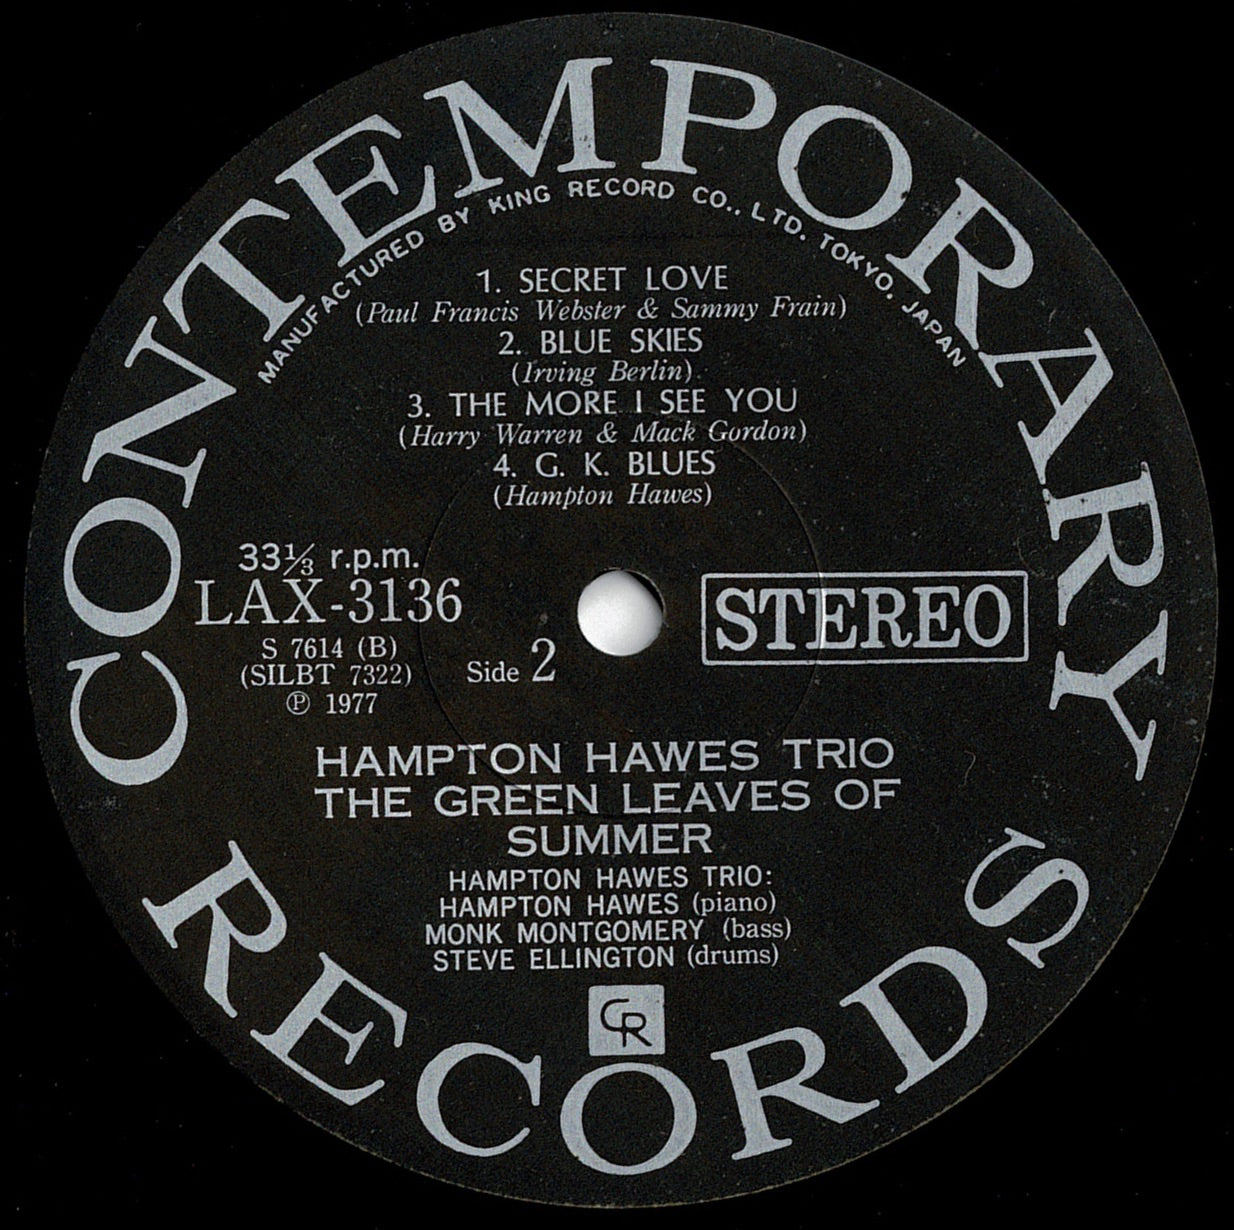 CONTEMPORARY
MANUFACTURED BY KING RECORD CO., LTD. TOKYO. JAPAN
1. SECRET LOVE
(Paul Francis Webster & Sammy Frain)
2. BLUE SKIES
(Irving Berlin)
3. THE MORE I SEE YOU
(Harry Warren & Mack Gordon)
4. G. K. BLUES
(Hampton Hawes)
33⅓ r.p.m.
LAX-3136
S 7614 (B)
(SILBT 7322)
℗ 1977
Side 2
STEREO
HAMPTON HAWES TRIO
THE GREEN LEAVES OF
SUMMER
HAMPTON HAWES TRIO:
HAMPTON HAWES (piano)
MONK MONTGOMERY (bass)
STEVE ELLINGTON (drums)
CR
RECORDS